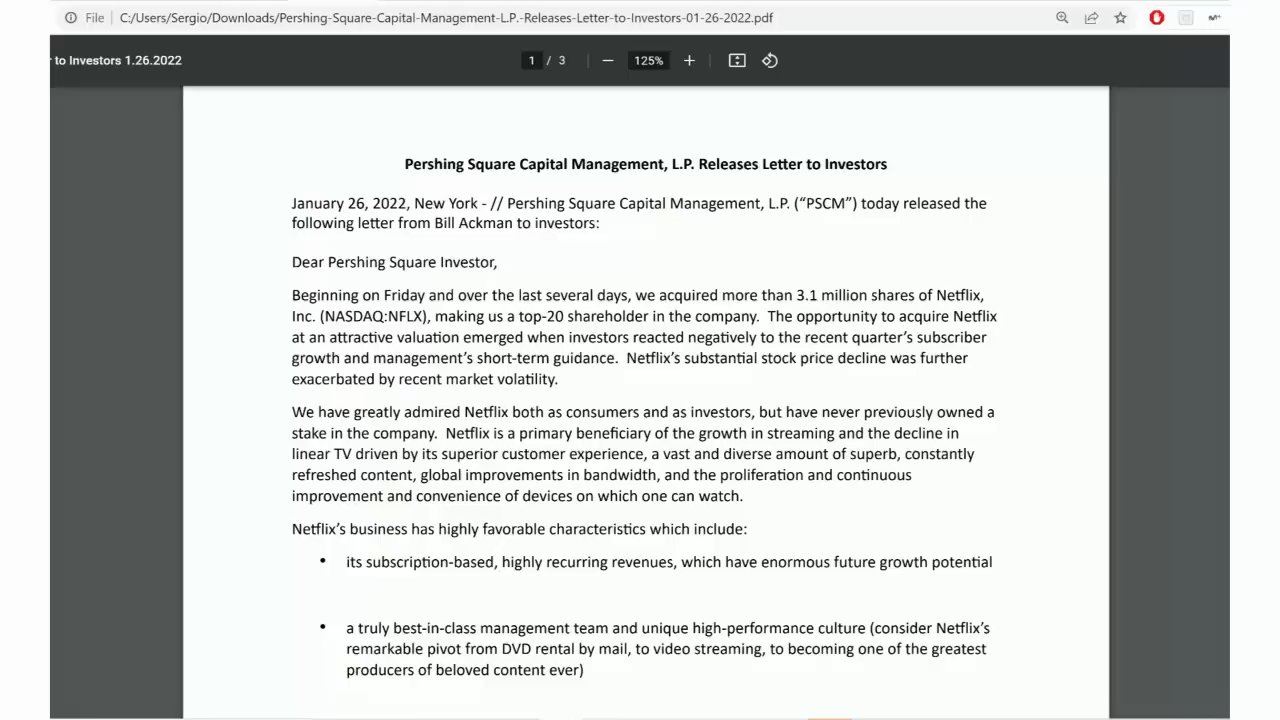 File | C:/Users/Sergio/Downloads/Pershing-Square-Capital-Management-L.P.-Releases-Letter-to-Investors-01-26-2022.pdf
to Investors 1.26.2022
1 / 3
125%
Pershing Square Capital Management, L.P. Releases Letter to Investors
January 26, 2022, New York - // Pershing Square Capital Management, L.P. (“PSCM”) today released the
following letter from Bill Ackman to investors:
Dear Pershing Square Investor,
Beginning on Friday and over the last several days, we acquired more than 3.1 million shares of Netflix,
Inc. (NASDAQ:NFLX), making us a top-20 shareholder in the company. The opportunity to acquire Netflix
at an attractive valuation emerged when investors reacted negatively to the recent quarter’s subscriber
growth and management’s short-term guidance. Netflix’s substantial stock price decline was further
exacerbated by recent market volatility.
We have greatly admired Netflix both as consumers and as investors, but have never previously owned a
stake in the company. Netflix is a primary beneficiary of the growth in streaming and the decline in
linear TV driven by its superior customer experience, a vast and diverse amount of superb, constantly
refreshed content, global improvements in bandwidth, and the proliferation and continuous
improvement and convenience of devices on which one can watch.
Netflix’s business has highly favorable characteristics which include:
• its subscription-based, highly recurring revenues, which have enormous future growth potential
• a truly best-in-class management team and unique high-performance culture (consider Netflix’s
remarkable pivot from DVD rental by mail, to video streaming, to becoming one of the greatest
producers of beloved content ever)